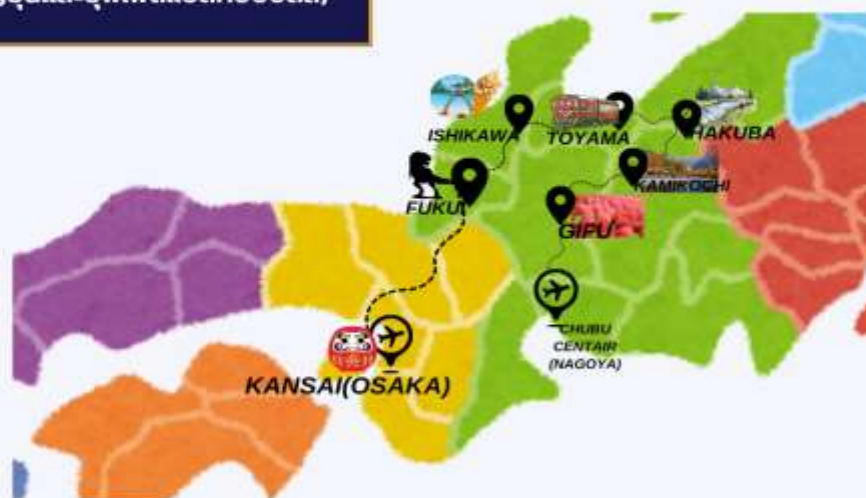 ISHIKAWA
TOYAMA
HAKUBA
KAMIKOCHI
FUKUI
GIFU
CHUBU
CENTAIR
(NAGOYA)
KANSAI(OSAKA)